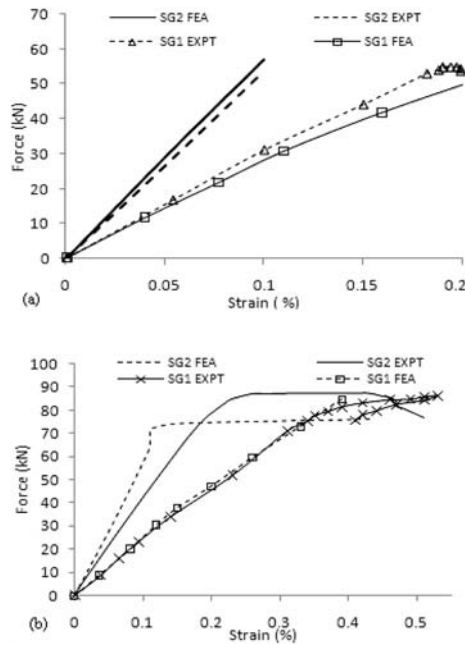 SG2 FEA SG2 EXPT
SG1 EXPT SG1 FEA
70
60
50
40
30
20
10
0
Force (kN)
0 0.05 0.1 0.15 0.2
Strain ( %)
(a)
SG2 FEA SG2 EXPT
SG1 EXPT SG1 FEA
100
90
80
70
60
50
40
30
20
10
0
Force (kN)
0 0.1 0.2 0.3 0.4 0.5
Strain (%)
(b)